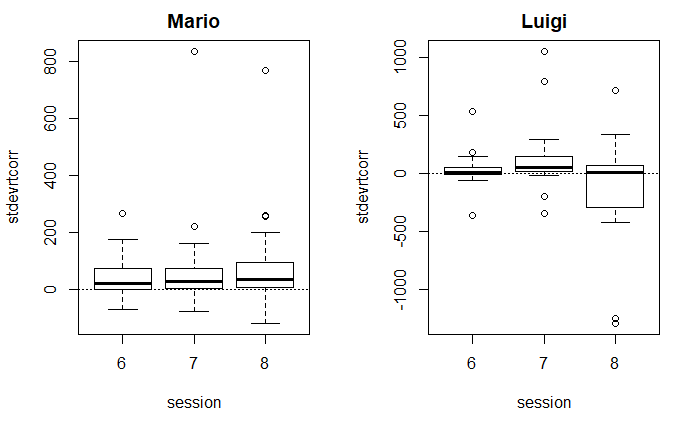 Mario
stdevrtcorr
800
600
400
200
0
6 7 8
session
Luigi
stdevrtcorr
1000
500
0
-500
-1000
6 7 8
session